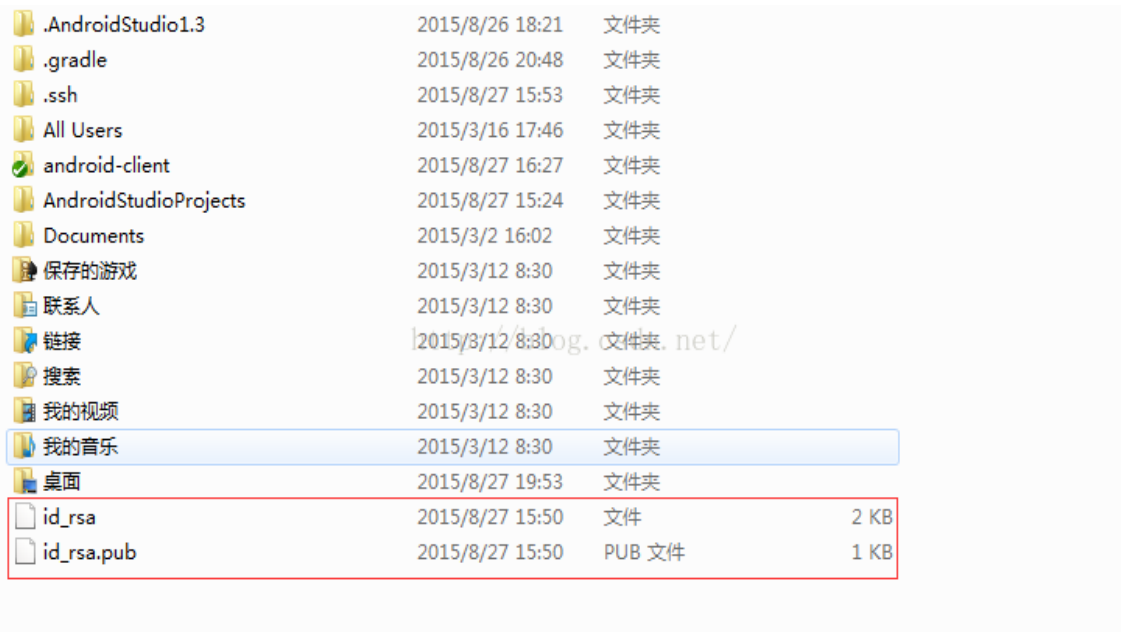 .AndroidStudio1.3 2015/8/26 18:21 文件夹
.gradle 2015/8/26 20:48 文件夹
.ssh 2015/8/27 15:53 文件夹
All Users 2015/3/16 17:46 文件夹
android-client 2015/8/27 16:27 文件夹
AndroidStudioProjects 2015/8/27 15:24 文件夹
Documents 2015/3/2 16:02 文件夹
保存的游戏 2015/3/12 8:30 文件夹
联系人 2015/3/12 8:30 文件夹
链接 2015/3/12 8:30 文件夹
http://blog.csdn.net/
搜索 2015/3/12 8:30 文件夹
我的视频 2015/3/12 8:30 文件夹
我的音乐 2015/3/12 8:30 文件夹
桌面 2015/8/27 19:53 文件夹
id_rsa 2015/8/27 15:50 文件 2 KB
id_rsa.pub 2015/8/27 15:50 PUB 文件 1 KB